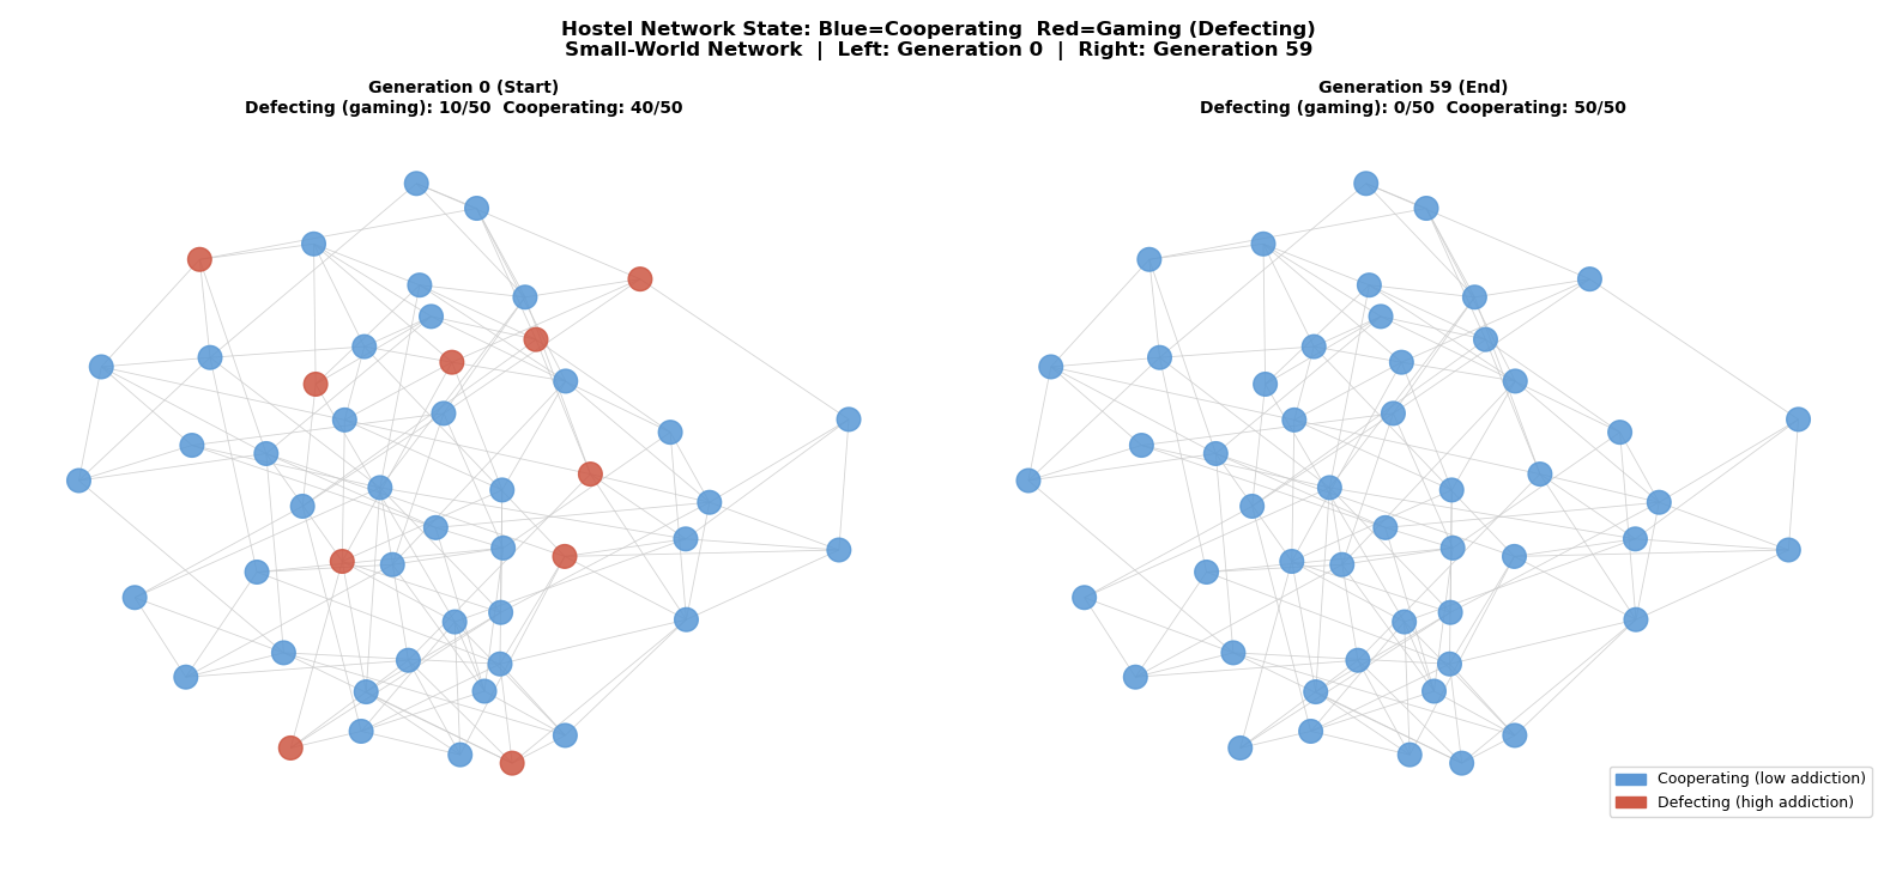 Hostel Network State: Blue=Cooperating  Red=Gaming (Defecting)
Small-World Network  |  Left: Generation 0  |  Right: Generation 59
Generation 0 (Start)
Defecting (gaming): 10/50  Cooperating: 40/50
Generation 59 (End)
Defecting (gaming): 0/50  Cooperating: 50/50
Cooperating (low addiction)
Defecting (high addiction)